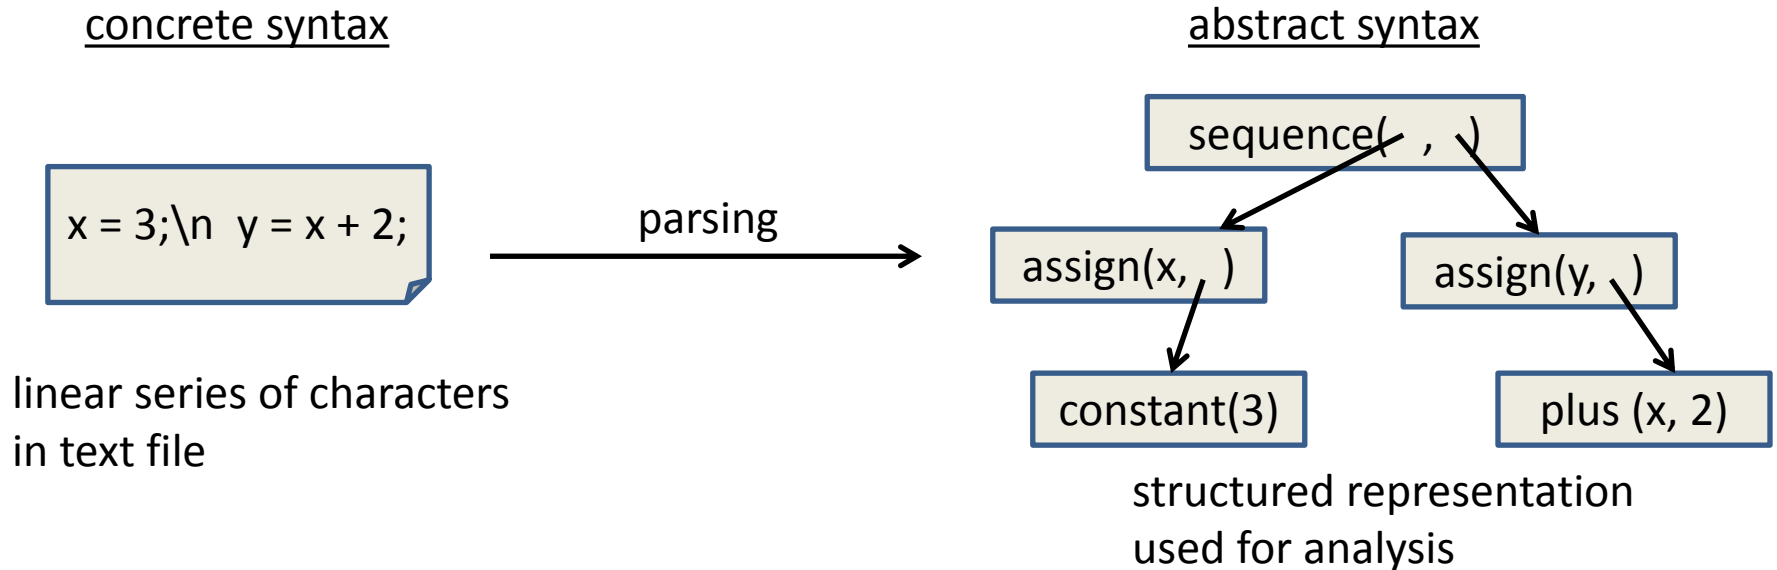 concrete syntax
x = 3;\n  y = x + 2;
linear series of characters
in text file
parsing
abstract syntax
sequence(  ,  )
assign(x,  )
assign(y,  )
constant(3)
plus (x, 2)
structured representation
used for analysis